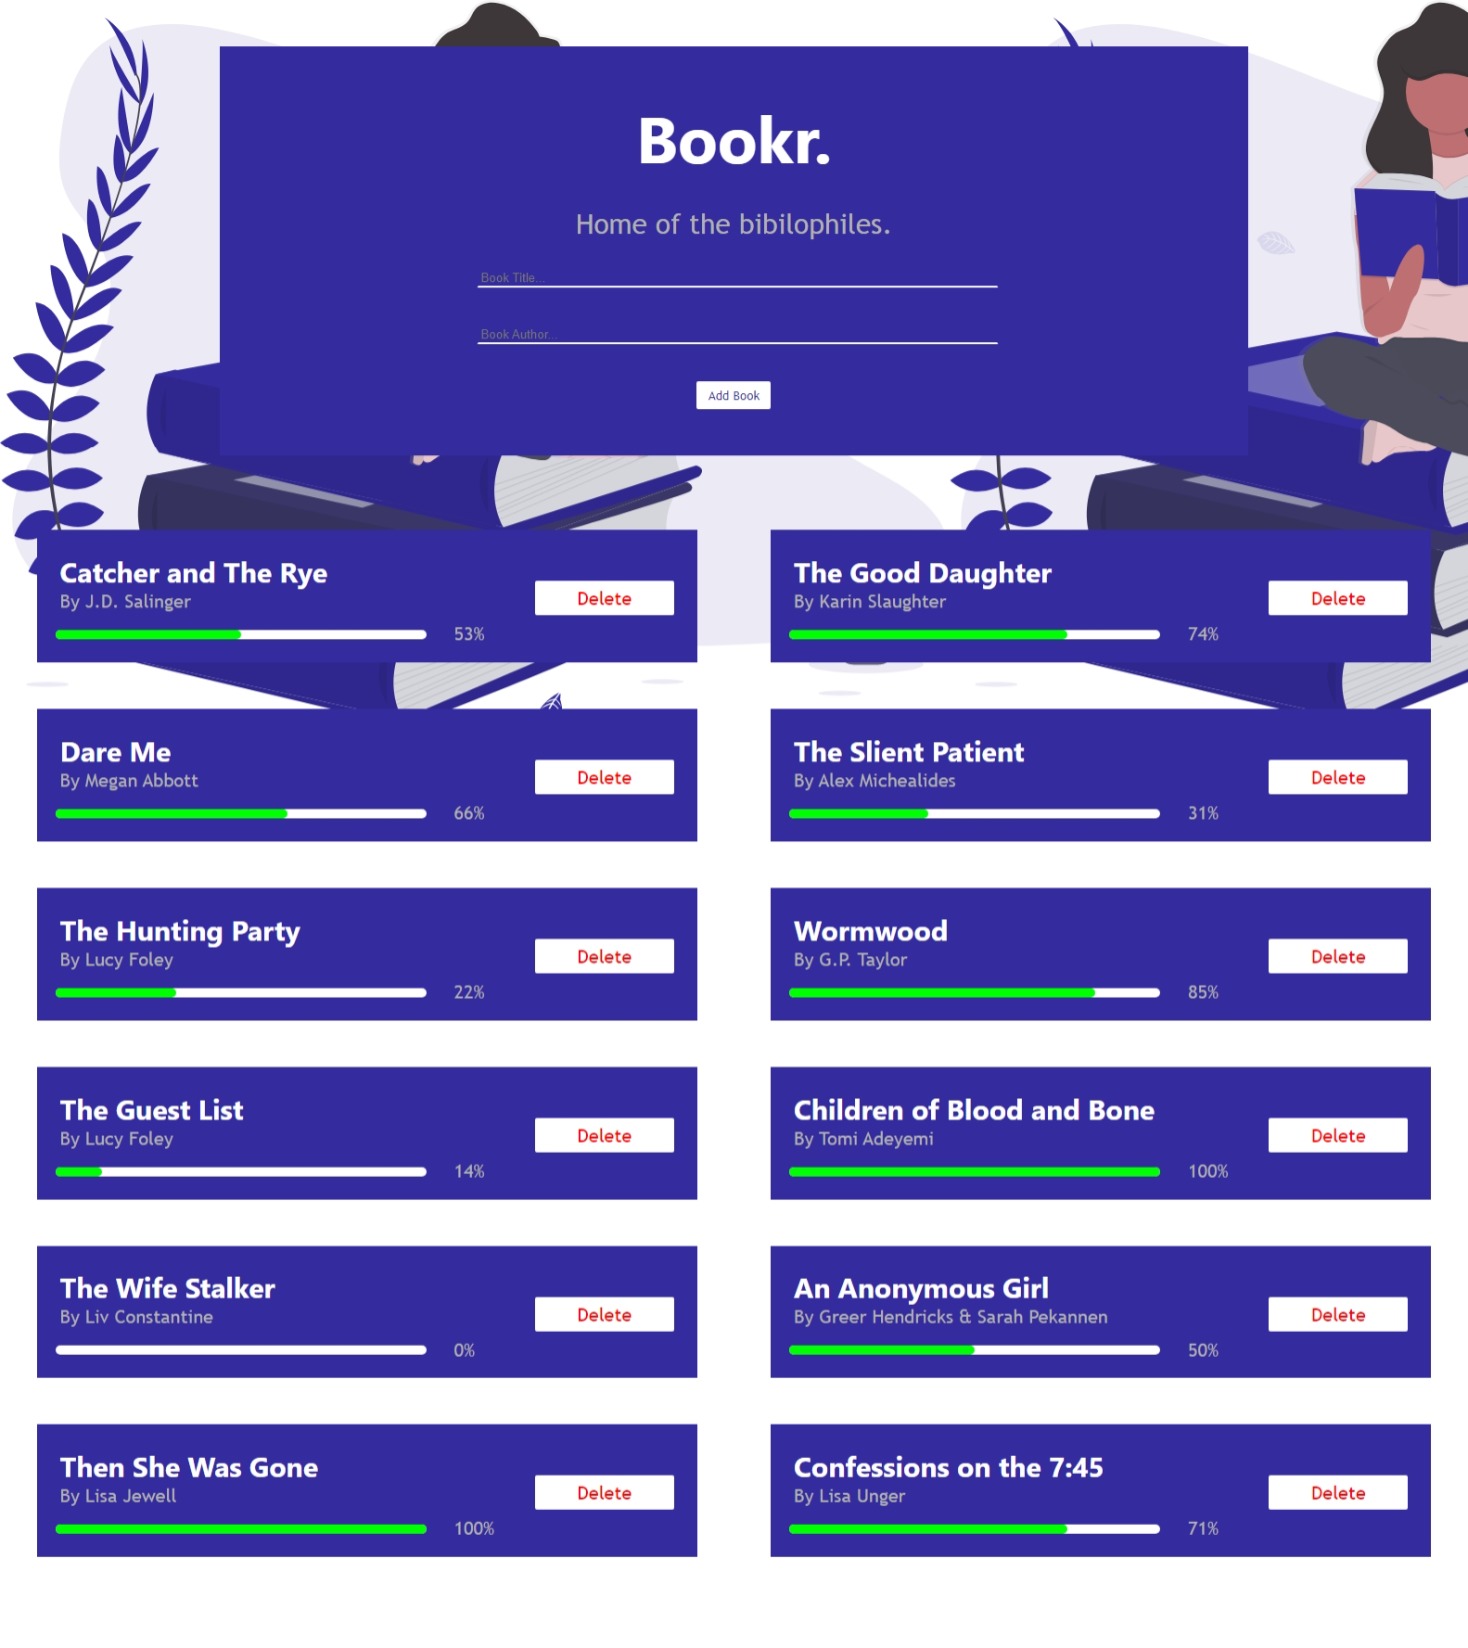 Bookr.
Home of the bibilophiles.
Book Title...
Book Author...
Add Book
Catcher and The Rye
By J.D. Salinger
53%
Delete
The Good Daughter
By Karin Slaughter
74%
Delete
Dare Me
By Megan Abbott
66%
Delete
The Slient Patient
By Alex Michealides
31%
Delete
The Hunting Party
By Lucy Foley
22%
Delete
Wormwood
By G.P. Taylor
85%
Delete
The Guest List
By Lucy Foley
14%
Delete
Children of Blood and Bone
By Tomi Adeyemi
100%
Delete
The Wife Stalker
By Liv Constantine
0%
Delete
An Anonymous Girl
By Greer Hendricks & Sarah Pekannen
50%
Delete
Then She Was Gone
By Lisa Jewell
100%
Delete
Confessions on the 7:45
By Lisa Unger
71%
Delete